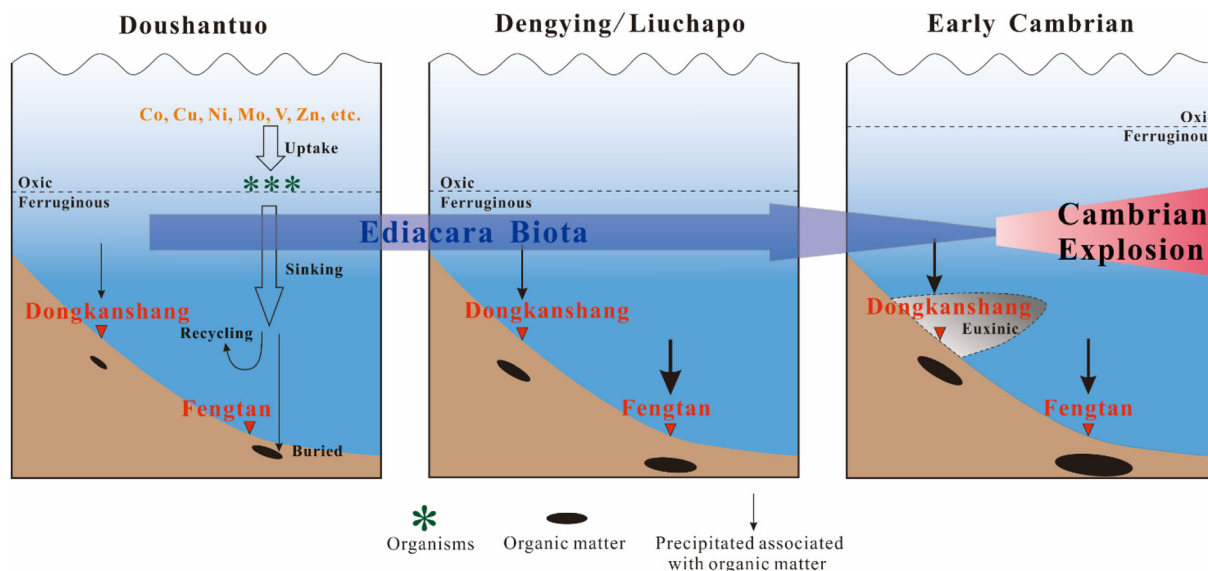 Doushantuo
Dengying/Liuchapo
Early Cambrian
Co, Cu, Ni, Mo, V, Zn, etc.
Uptake
Oxic
Ferruginous
Sinking
Dongkanshang
Recycling
Fengtan
Buried
Oxic
Ferruginous
Ediacara Biota
Dongkanshang
Fengtan
Oxi
Ferruginous
Cambrian
Explosion
Dongkanshang
Euxinic
Fengtan
Organisms
Organic matter
Precipitated associated
with organic matter